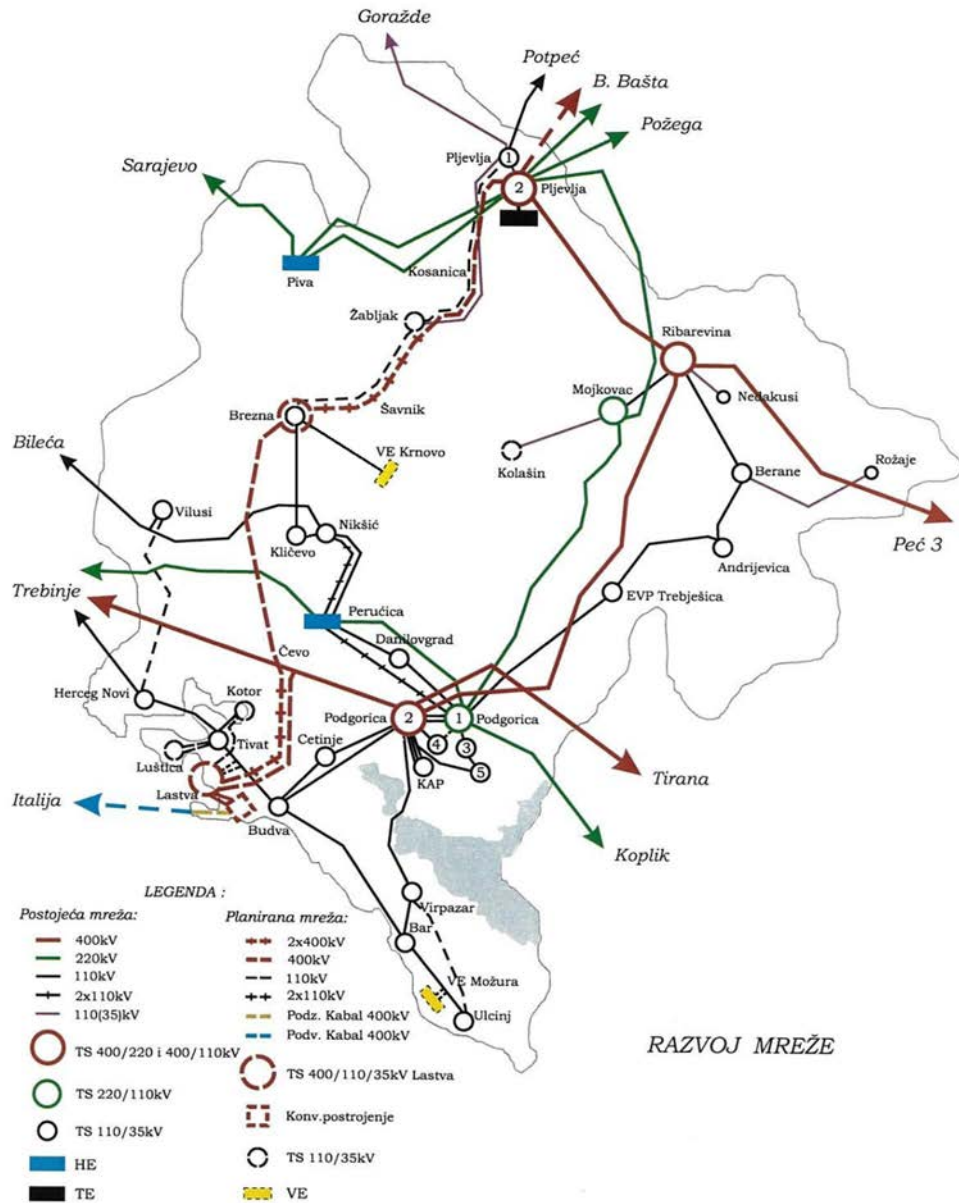 Goražde
Potpeć
B. Bašta
Požega
Pljevlja
1
Sarajevo
2
Pljevlja
Kosanica
Piva
Žabljak
Ribarevina
Mojkovac
Nedakusi
Brezna
Šavnik
Bileća
VE Krnovo
Kolašin
Berane
Rožaje
Vilusi
Nikšić
Kličevo
Peć 3
Andrijevica
Trebinje
Perućica
EVP Trebješica
Danilovgrad
Čevo
Herceg Novi
Kotor
Podgorica
2
1
Podgorica
Tivat
Cetinje
4
3
5
Luštica
KAP
Tirana
Lastva
Italija
Budva
Koplik
LEGENDA :
Virpazar
Bar
VE Možura
Ulcinj
Postojeća mreža:
400kV
220kV
110kV
2x110kV
110(35)kV
TS 400/220 i 400/110kV
TS 220/110kV
TS 110/35kV
HE
TE
Planirana mreža:
2x400kV
400kV
110kV
2x110kV
Podz. Kabal 400kV
Podv. Kabal 400kV
TS 400/110/35kV Lastva
Konv.postrojenje
TS 110/35kV
VE
RAZVOJ MREŽE